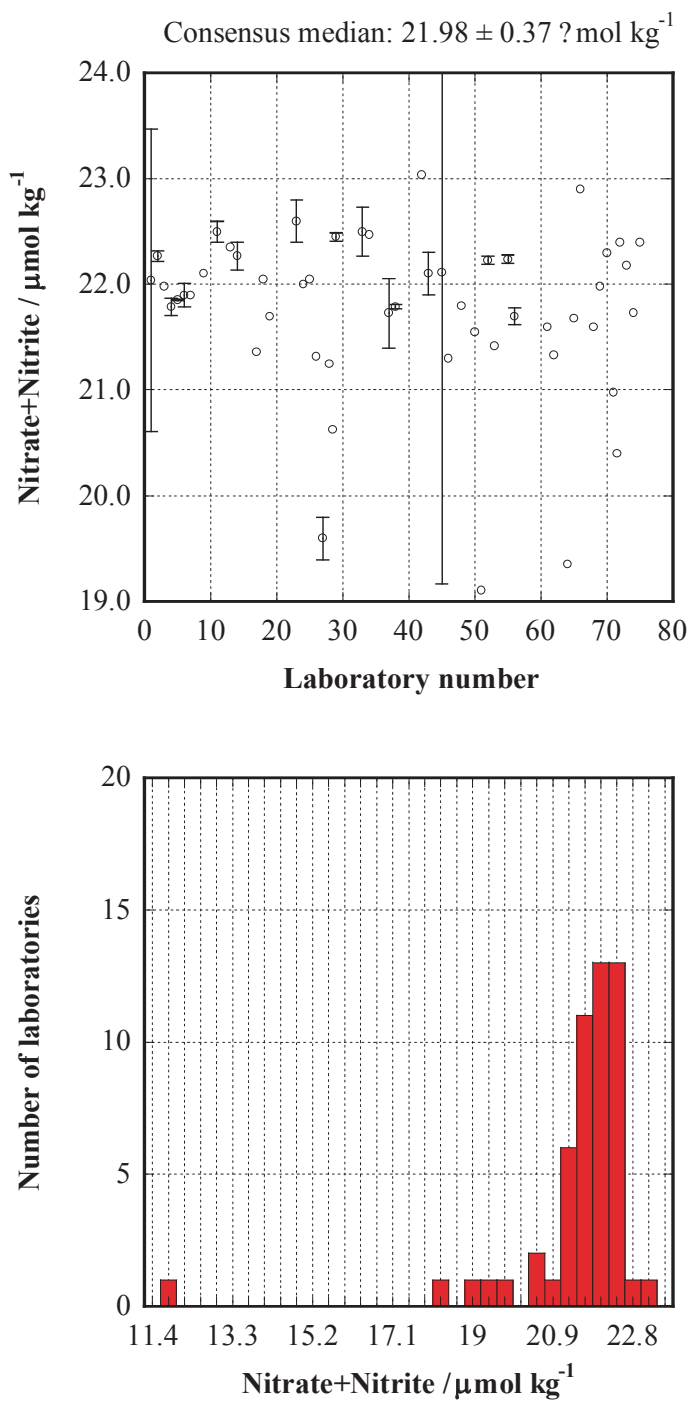 Consensus median: 21.98 ± 0.37 ? mol kg⁻¹
24.0
23.0
22.0
21.0
20.0
19.0
Nitrate+Nitrite / μmol kg⁻¹
0 10 20 30 40 50 60 70 80
Laboratory number
20
15
10
5
0
Number of laboratories
11.4 13.3 15.2 17.1 19 20.9 22.8
Nitrate+Nitrite /μmol kg⁻¹